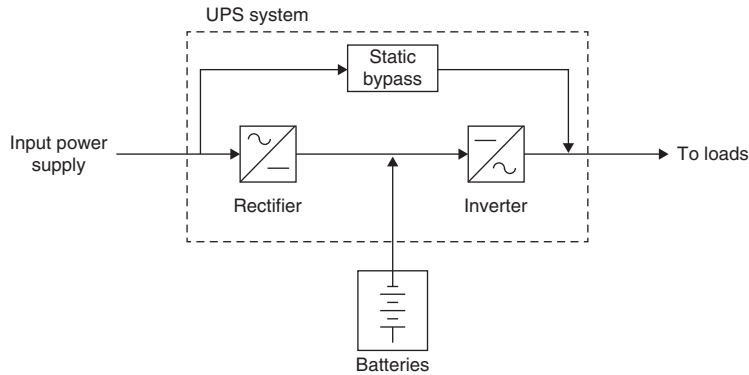 UPS system
Static
bypass
Input power
supply
To loads
Rectifier
Inverter
Batteries